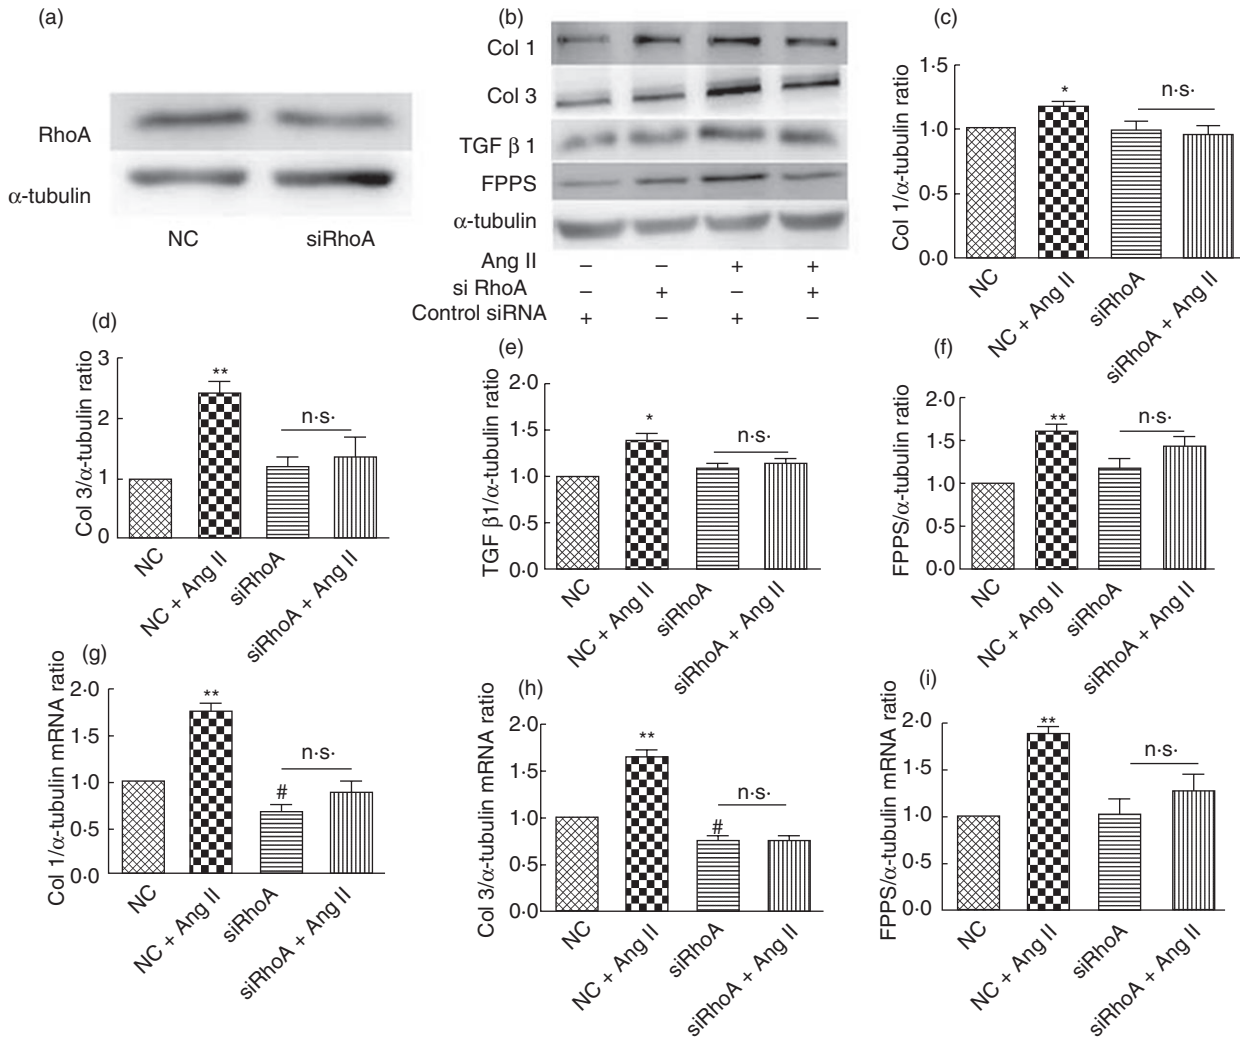 (a)
RhoA
α-tubulin
NC siRhoA
(b)
Col 1
Col 3
TGF β 1
FPPS
α-tubulin
Ang II – – + +
si RhoA – + – +
Control siRNA + – + –
(c)
Col 1/α-tubulin ratio
1·5
1·0
0·5
0·0
*
n·s·
NC
NC + Ang II
siRhoA
siRhoA + Ang II
(d)
Col 3/α-tubulin ratio
3
2
1
0
**
n·s·
NC
NC + Ang II
siRhoA
siRhoA + Ang II
(e)
TGF β1/α-tubulin ratio
2·0
1·5
1·0
0·5
0·0
*
n·s·
NC
NC + Ang II
siRhoA
siRhoA + Ang II
(f)
FPPS/α-tubulin ratio
2·0
1·5
1·0
0·5
0·0
**
n·s·
NC
NC + Ang II
siRhoA
siRhoA + Ang II
(g)
Col 1/α-tubulin mRNA ratio
2·0
1·5
1·0
0·5
0·0
**
#
n·s·
NC
NC + Ang II
siRhoA
siRhoA + Ang II
(h)
Col 3/α-tubulin mRNA ratio
2·0
1·5
1·0
0·5
0·0
**
#
n·s·
NC
NC + Ang II
siRhoA
siRhoA + Ang II
(i)
FPPS/α-tubulin mRNA ratio
2·0
1·5
1·0
0·5
0·0
**
n·s·
NC
NC + Ang II
siRhoA
siRhoA + Ang II